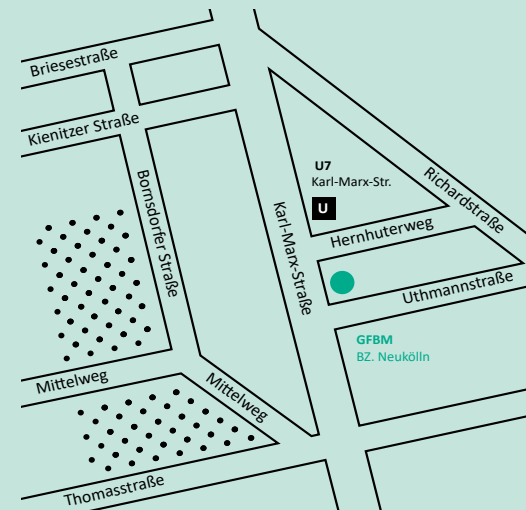 Briesestraße
Kienitzer Straße
Bornsdorfer Straße
U7
Karl-Marx-Str.
U
Richardstraße
Karl-Marx-Straße
Hernhuterweg
Uthmannstraße
GFBM
BZ. Neukölln
Mittelweg
Mittelweg
Thomasstraße